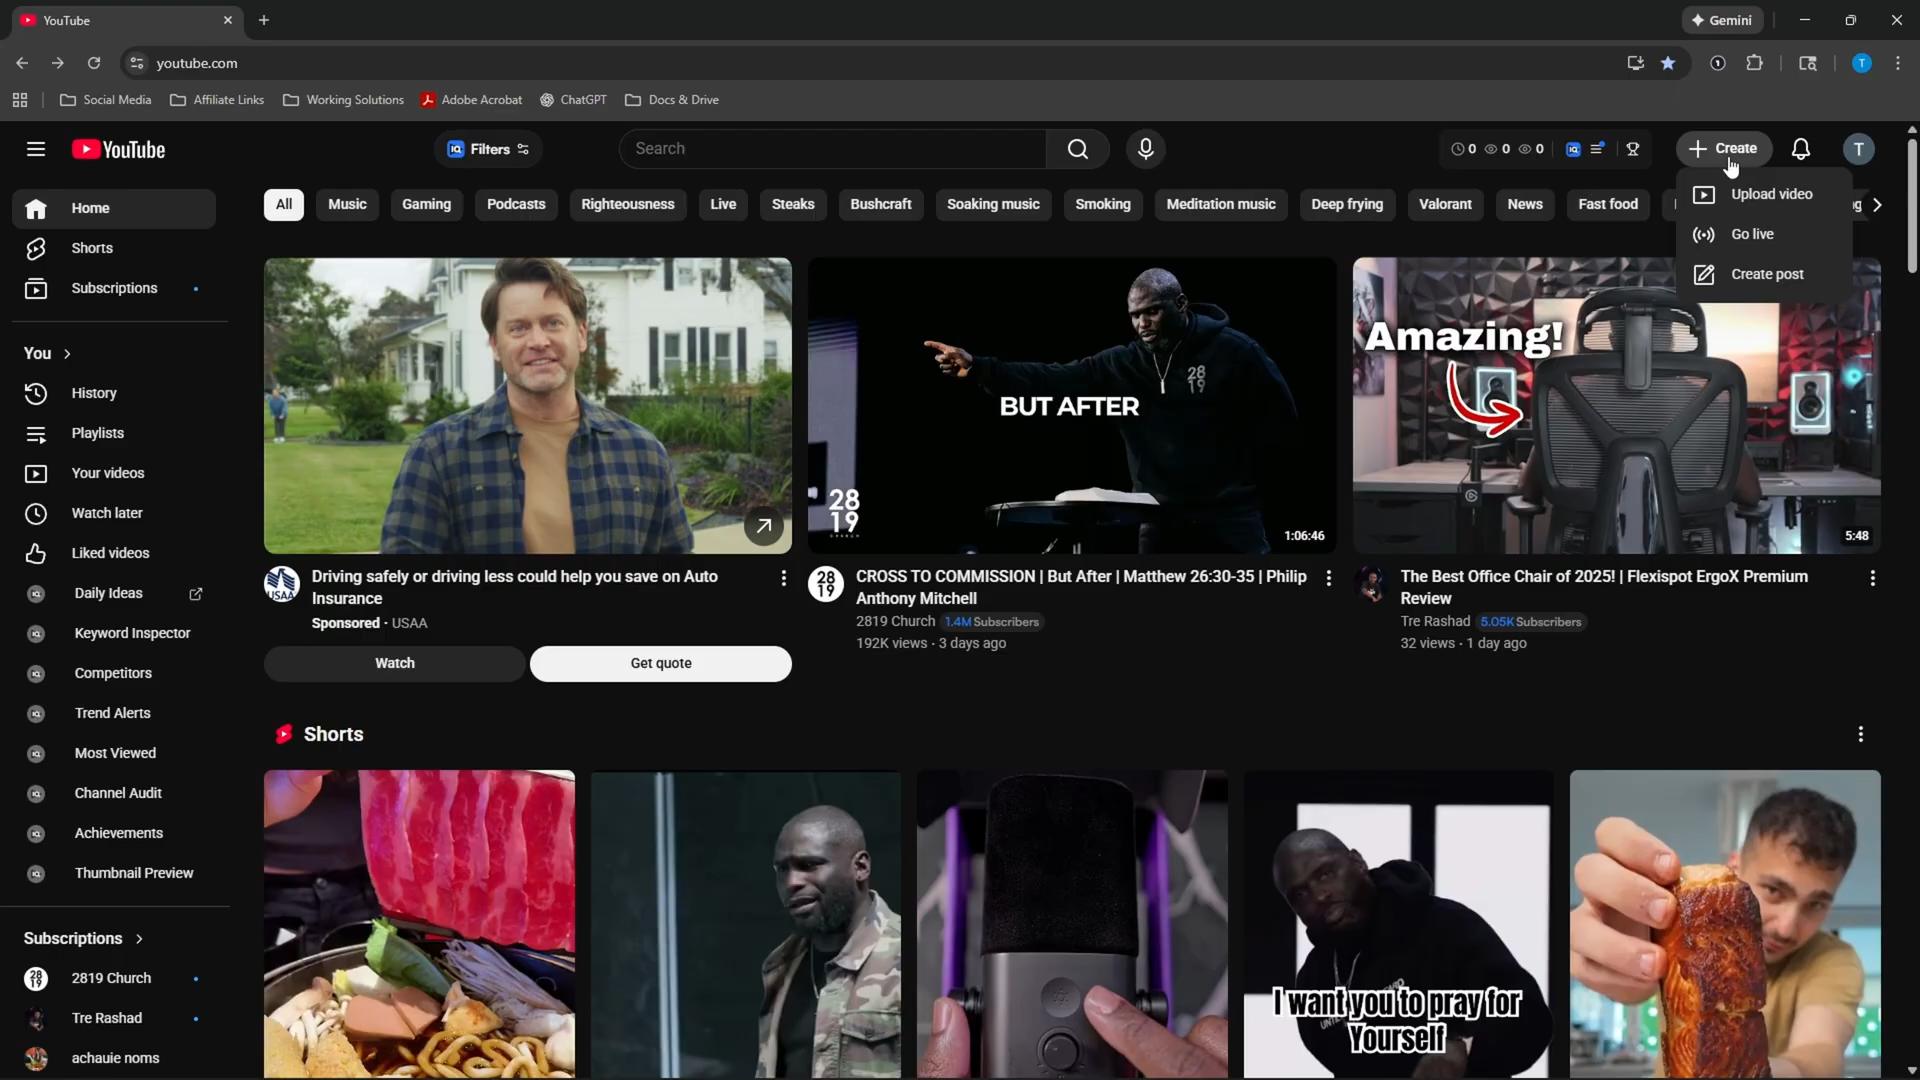 YouTube
Gemini
youtube.com
Social Media
Affiliate Links
Working Solutions
Adobe Acrobat
ChatGPT
Docs & Drive
YouTube
Filters
Search
0 0 0
Create
T
T
Upload video
Go live
Create post
All
Music
Gaming
Podcasts
Righteousness
Live
Steaks
Bushcraft
Soaking music
Smoking
Meditation music
Deep frying
Valorant
News
Fast food
Home
Shorts
Subscriptions
You
History
Playlists
Your videos
Watch later
Liked videos
Daily Ideas
Keyword Inspector
Competitors
Trend Alerts
Most Viewed
Channel Audit
Achievements
Thumbnail Preview
Subscriptions
2819 Church
Tre Rashad
achauie noms
USAA
Driving safely or driving less could help you save on Auto
Insurance
Sponsored · USAA
Watch
Get quote
28
19
BUT AFTER
28
19
CHURCH
1:06:46
28
19
CROSS TO COMMISSION | But After | Matthew 26:30-35 | Philip
Anthony Mitchell
2819 Church 1.4M Subscribers
192K views · 3 days ago
Amazing!
5:48
The Best Office Chair of 2025! | Flexispot ErgoX Premium
Review
Tre Rashad 5.05K Subscribers
32 views · 1 day ago
Shorts
I want you to pray for
Yourself